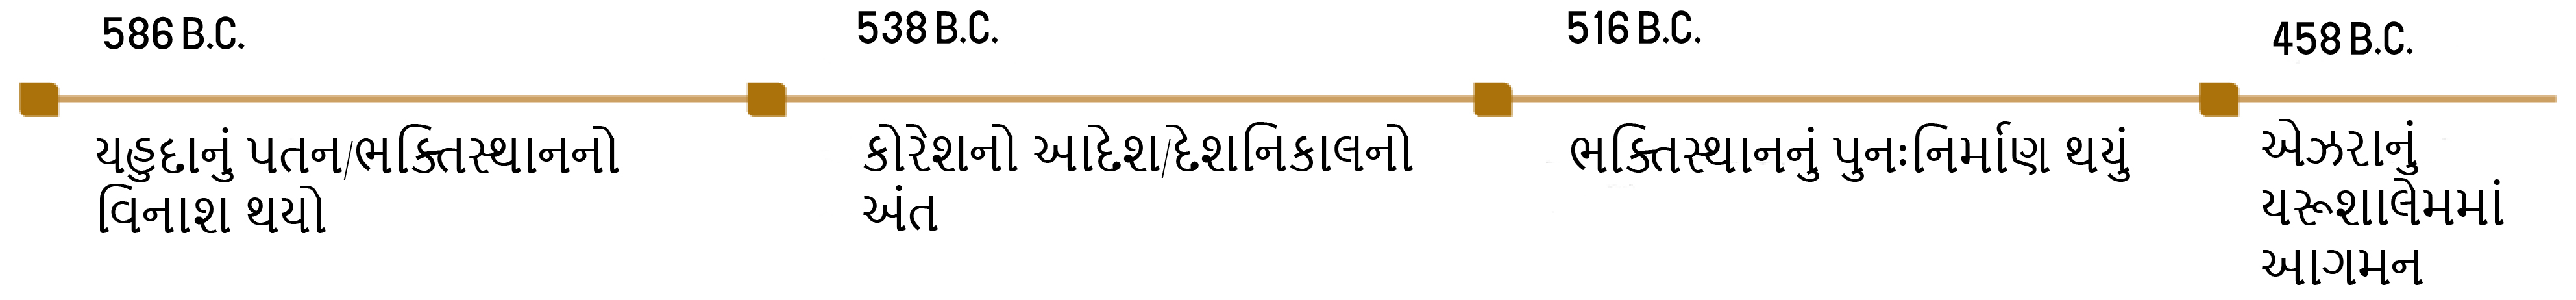 586 B.C.
538 B.C.
516 B.C.
458 B.C.
યહુદાનું પતન/ભક્તિસ્થાનનો
વિનાશ થયો
કોરેશનો આદેશ/દેશનિકાલનો
અંત
ભક્તિસ્થાનનું પુનઃનિર્માણ થયું
એઝરાનું
યરૂશાલેમમાં
આગમન